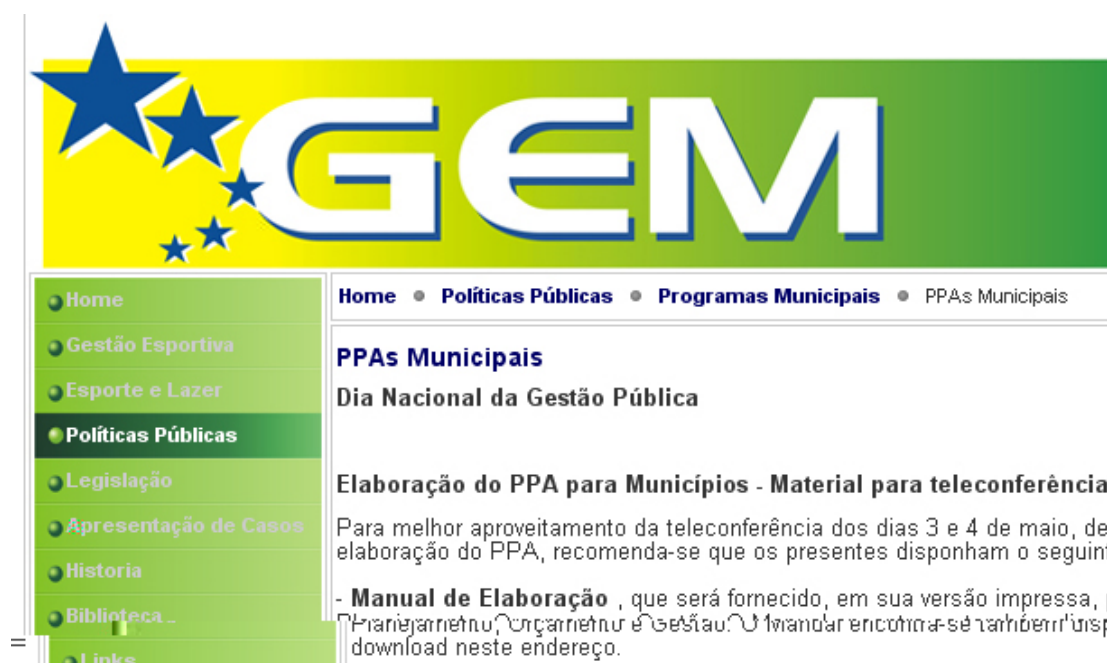 GEM
Home
Gestão Esportiva
Esporte e Lazer
Políticas Públicas
Legislação
Apresentação de Casos
Historia
Biblioteca
Links
Home Políticas Públicas Programas Municipais PPAs Municipais
PPAs Municipais
Dia Nacional da Gestão Pública
Elaboração do PPA para Municípios - Material para teleconferência
Para melhor aproveitamento da teleconferência dos dias 3 e 4 de maio, de
elaboração do PPA, recomenda-se que os presentes disponham o seguin
- Manual de Elaboração , que será fornecido, em sua versão impressa,
download neste endereço.